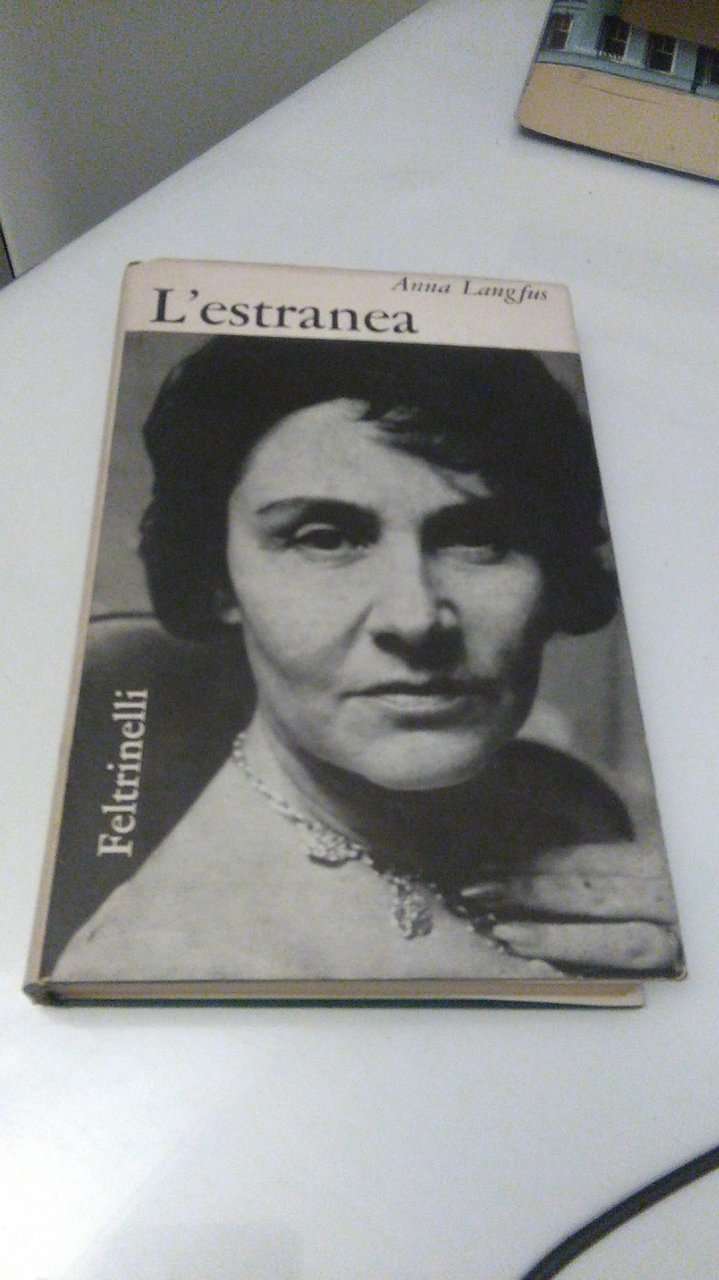 Anna Langfus
L'estranea
Feltrinelli